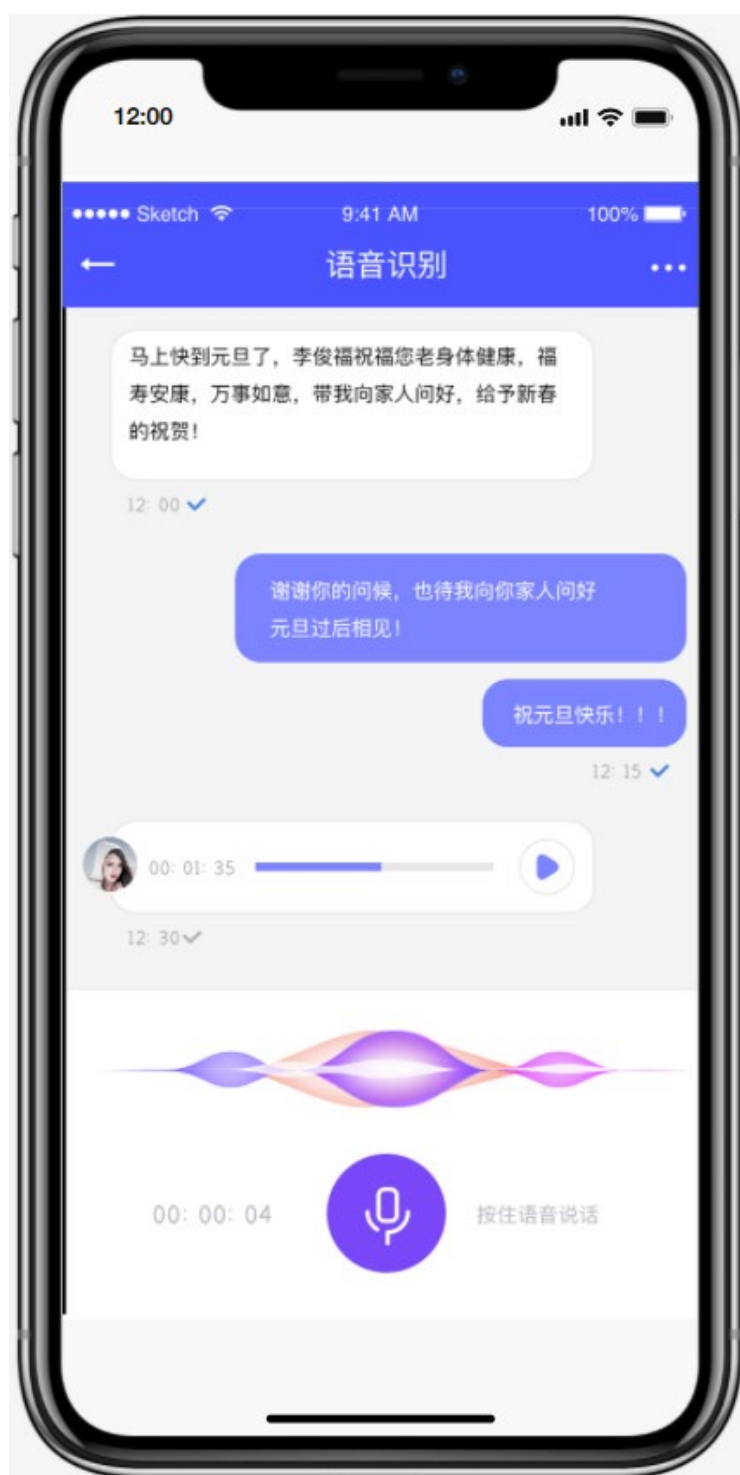 12:00
Sketch 9:41 AM 100%
语音识别
马上快到元旦了，李俊福祝福您老身体健康，福
寿安康，万事如意，带我向家人问好，给予新春
的祝贺！
12: 00
谢谢你的问候，也待我向你家人问好
元旦过后相见！
祝元旦快乐！！！
12: 15
00: 01: 35
12: 30
00: 00: 04 按住语音说话